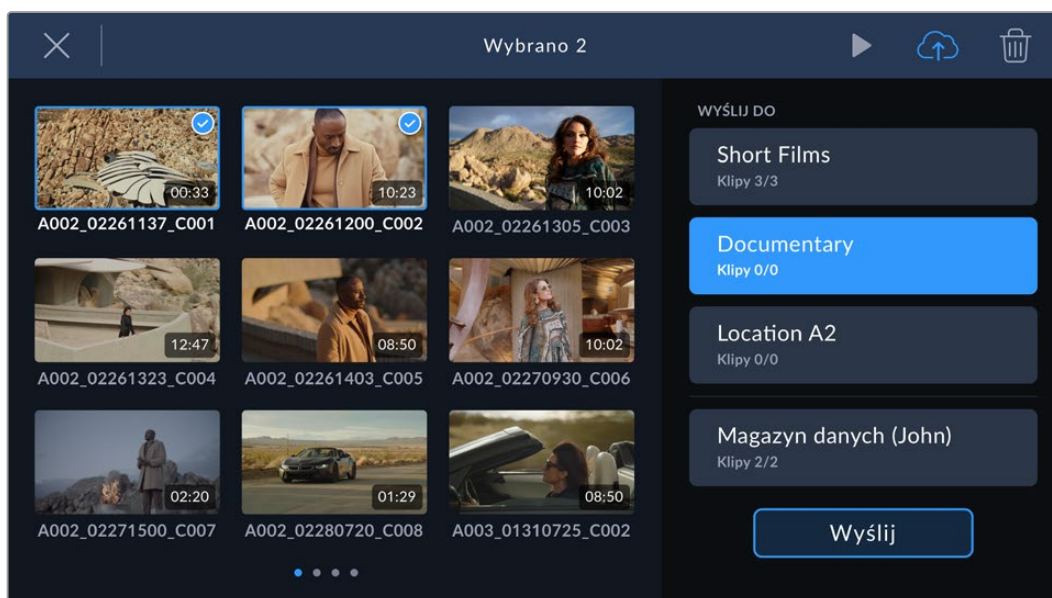 Wybrano 2
00:33
10:23
10:02
A002_02261137_C001
A002_02261200_C002
A002_02261305_C003
12:47
08:50
10:02
A002_02261323_C004
A002_02261403_C005
A002_02270930_C006
02:20
01:29
08:50
A002_02271500_C007
A002_02280720_C008
A003_01310725_C002
WYŚLIJ DO
Short Films
Klipy 3/3
Documentary
Klipy 0/0
Location A2
Klipy 0/0
Magazyn danych (John)
Klipy 2/2
Wyślij